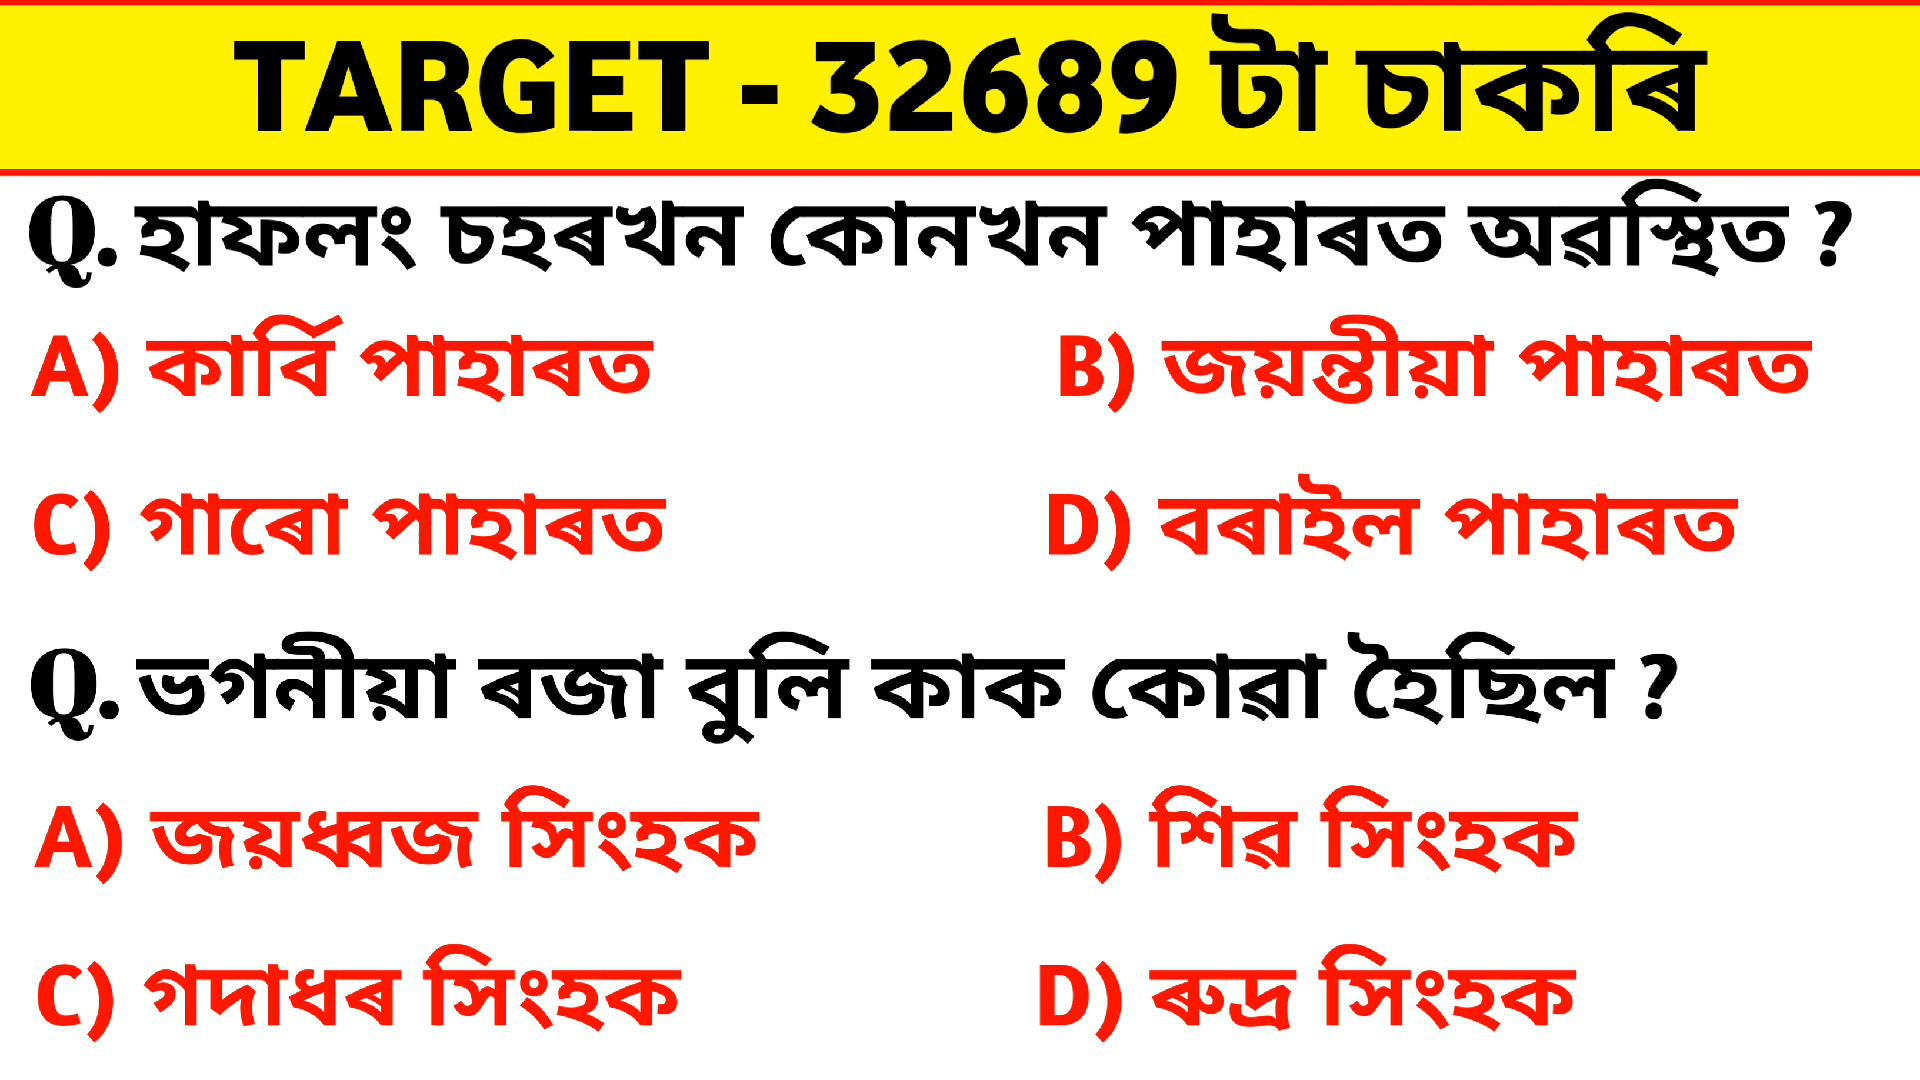 TARGET - 32689 টা চাকৰি
Q. হাফলং চহৰখন কোনখন পাহাৰত অৱস্থিত ?
A) কাৰ্বি পাহাৰত B) জয়ন্তীয়া পাহাৰত
C) গাৰো পাহাৰত D) বৰাইল পাহাৰত
Q. ভগনীয়া ৰজা বুলি কাক কোৱা হৈছিল ?
A) জয়ধ্বজ সিংহক B) শিৱ সিংহক
C) গদাধৰ সিংহক D) ৰুদ্ৰ সিংহক